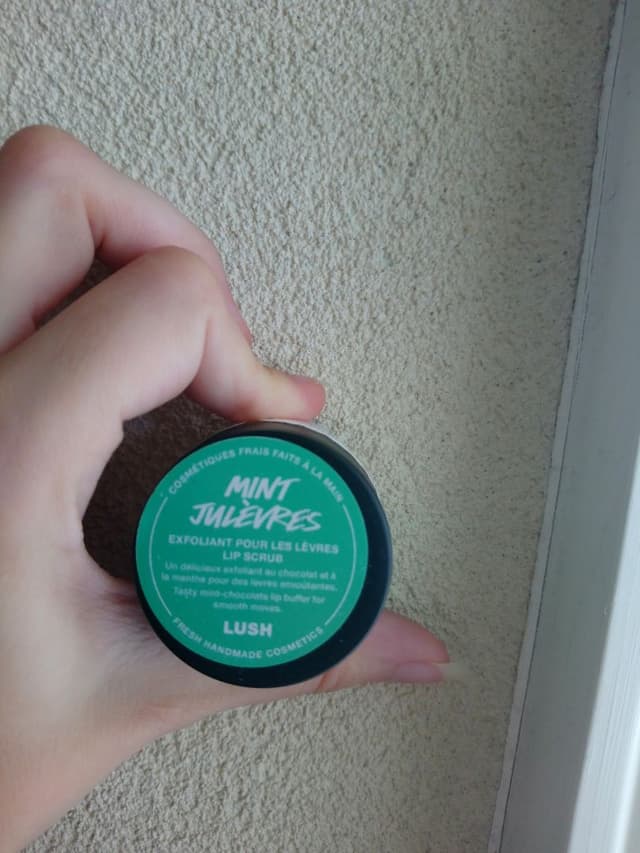 COSMÉTIQUES FRAIS FAITS À LA MAIN
MINT
JULÈVRES
EXFOLIANT POUR LES LÈVRES
LIP SCRUB
Un délicieux exfoliant au chocolat et à
la menthe pour des lèvres envoûtantes.
Tasty mint-chocolate lip buffer for
smooth moves.
LUSH
FRESH HANDMADE COSMETICS